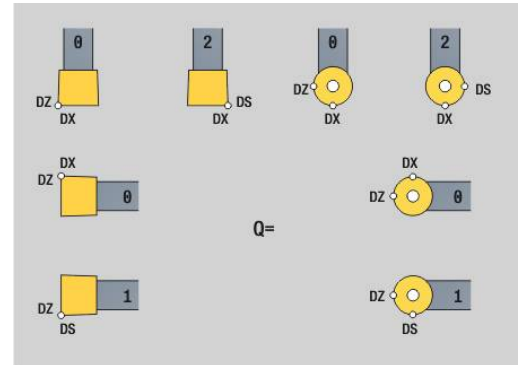 0 2 0 2
DZ DS DZ DS
DX DX DX DX
DX DX
DZ 0 DZ 0
Q=
1 1
DZ DZ
DS DS